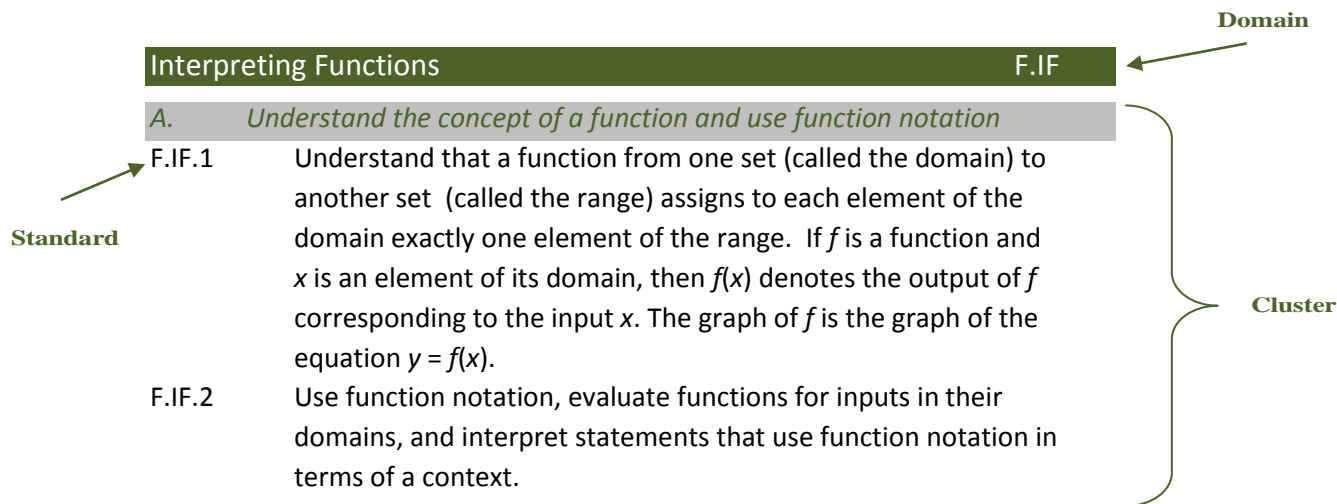 Domain
Interpreting Functions F.IF
A. Understand the concept of a function and use function notation
F.IF.1 Understand that a function from one set (called the domain) to
another set (called the range) assigns to each element of the
Standard domain exactly one element of the range. If f is a function and
x is an element of its domain, then f(x) denotes the output of f
corresponding to the input x. The graph of f is the graph of the
Cluster
equation y = f(x).
F.IF.2 Use function notation, evaluate functions for inputs in their
domains, and interpret statements that use function notation in
terms of a context.